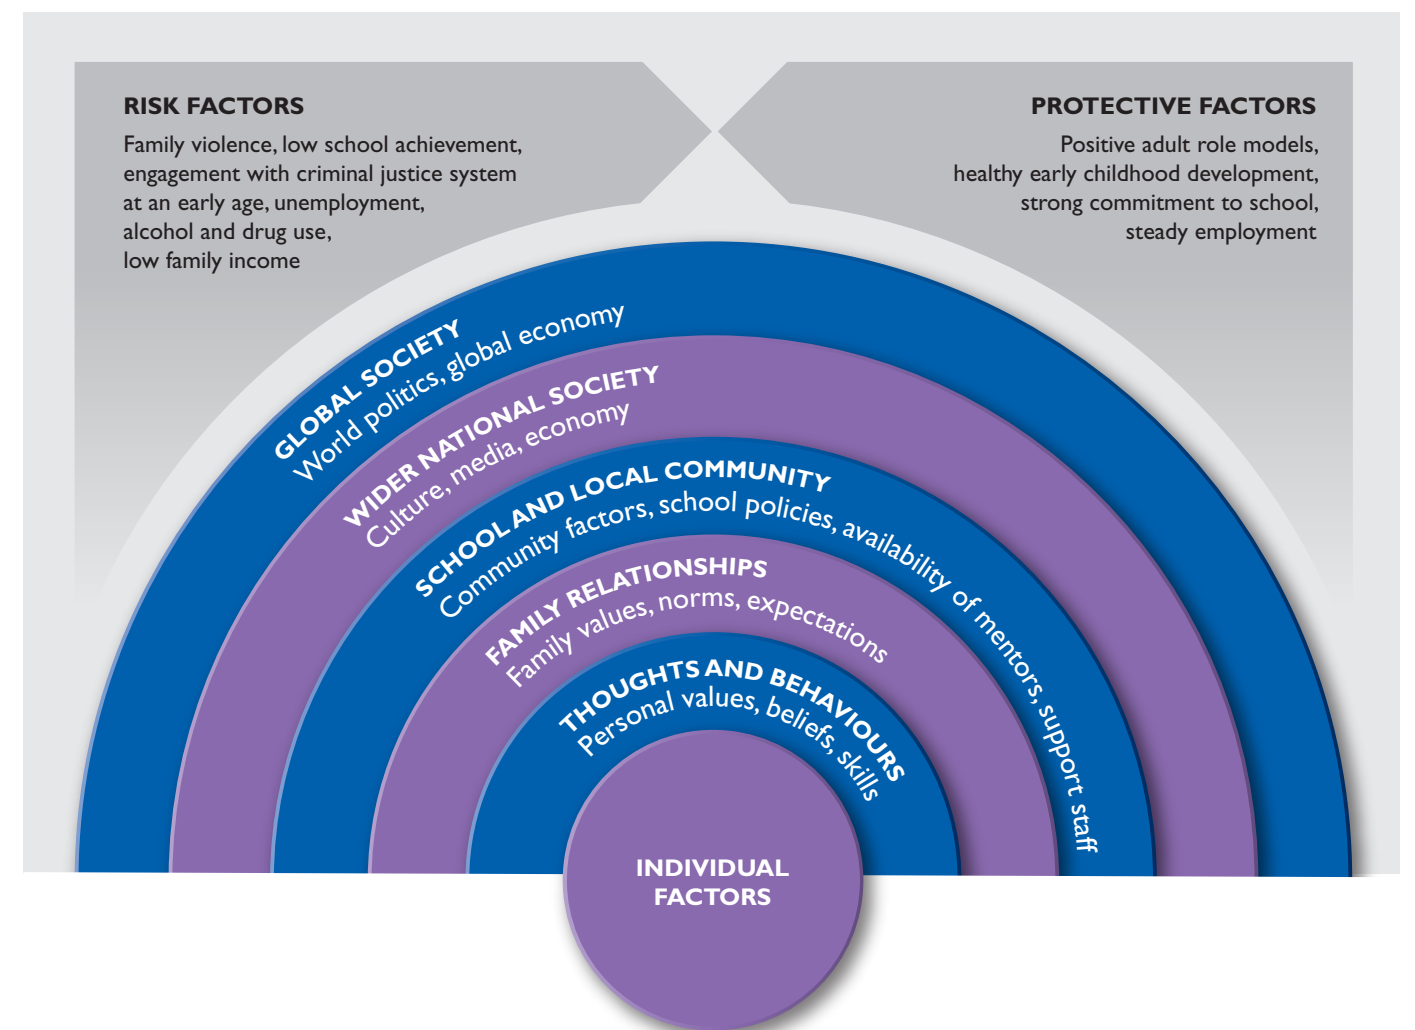 RISK FACTORS
Family violence, low school achievement,
engagement with criminal justice system
at an early age, unemployment,
alcohol and drug use,
low family income
PROTECTIVE FACTORS
Positive adult role models,
healthy early childhood development,
strong commitment to school,
steady employment
GLOBAL SOCIETY
World politics, global economy
WIDER NATIONAL SOCIETY
Culture, media, economy
SCHOOL AND LOCAL COMMUNITY
Community factors, school policies, availability of mentors, support staff
FAMILY RELATIONSHIPS
Family values, norms, expectations
THOUGHTS AND BEHAVIOURS
Personal values, beliefs, skills
INDIVIDUAL
FACTORS